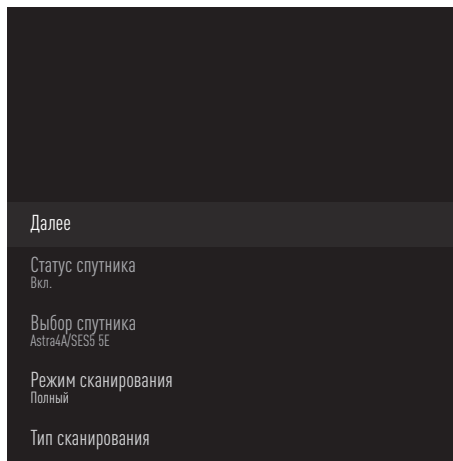 Далее
Статус спутника
Вкл.
Выбор спутника
Astra4A/SES5 5E
Режим сканирования
Полный
Тип сканирования